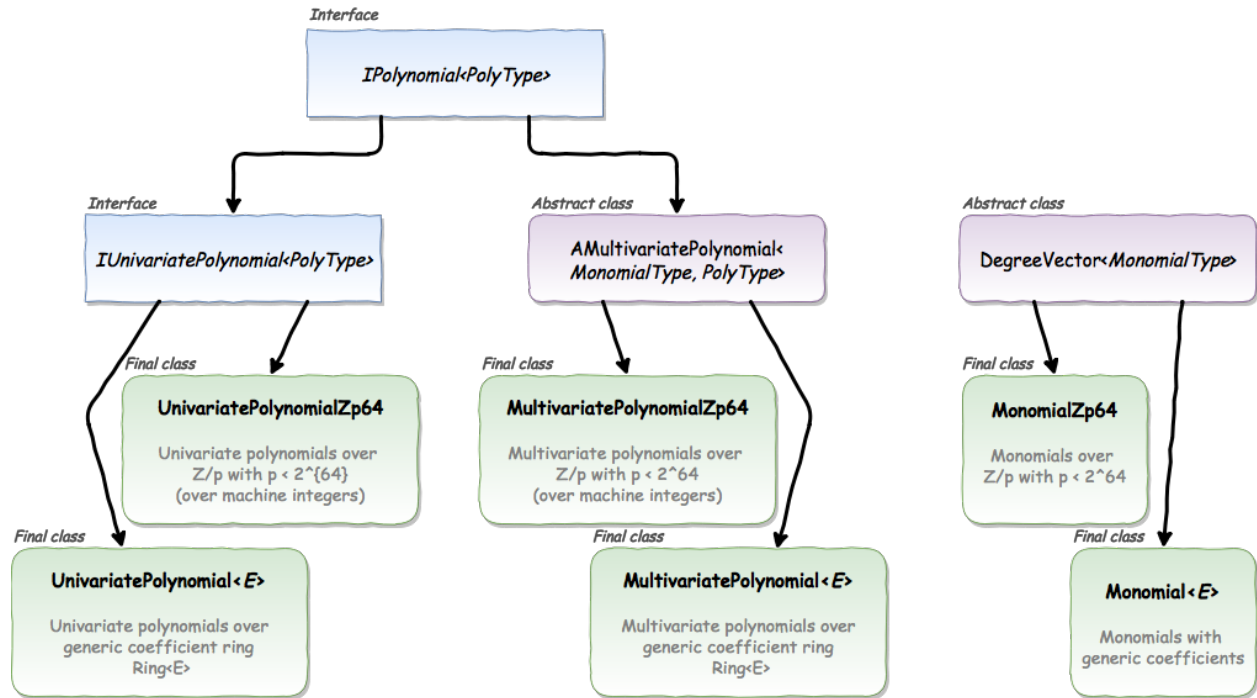 Interface
IPolynomial<PolyType>
Interface
IUnivariatePolynomial<PolyType>
Abstract class
AMultivariatePolynomial<
MonomialType, PolyType>
Abstract class
DegreeVector<MonomialType>
Final class
UnivariatePolynomialZp64
Univariate polynomials over
Z/p with p < 2^{64}
(over machine integers)
Final class
MultivariatePolynomialZp64
Multivariate polynomials over
Z/p with p < 2^64
(over machine integers)
Final class
MonomialZp64
Monomials over
Z/p with p < 2^64
Final class
UnivariatePolynomial<E>
Univariate polynomials over
generic coefficient ring
Ring<E>
Final class
MultivariatePolynomial<E>
Multivariate polynomials over
generic coefficient ring
Ring<E>
Final class
Monomial<E>
Monomials with
generic coefficients